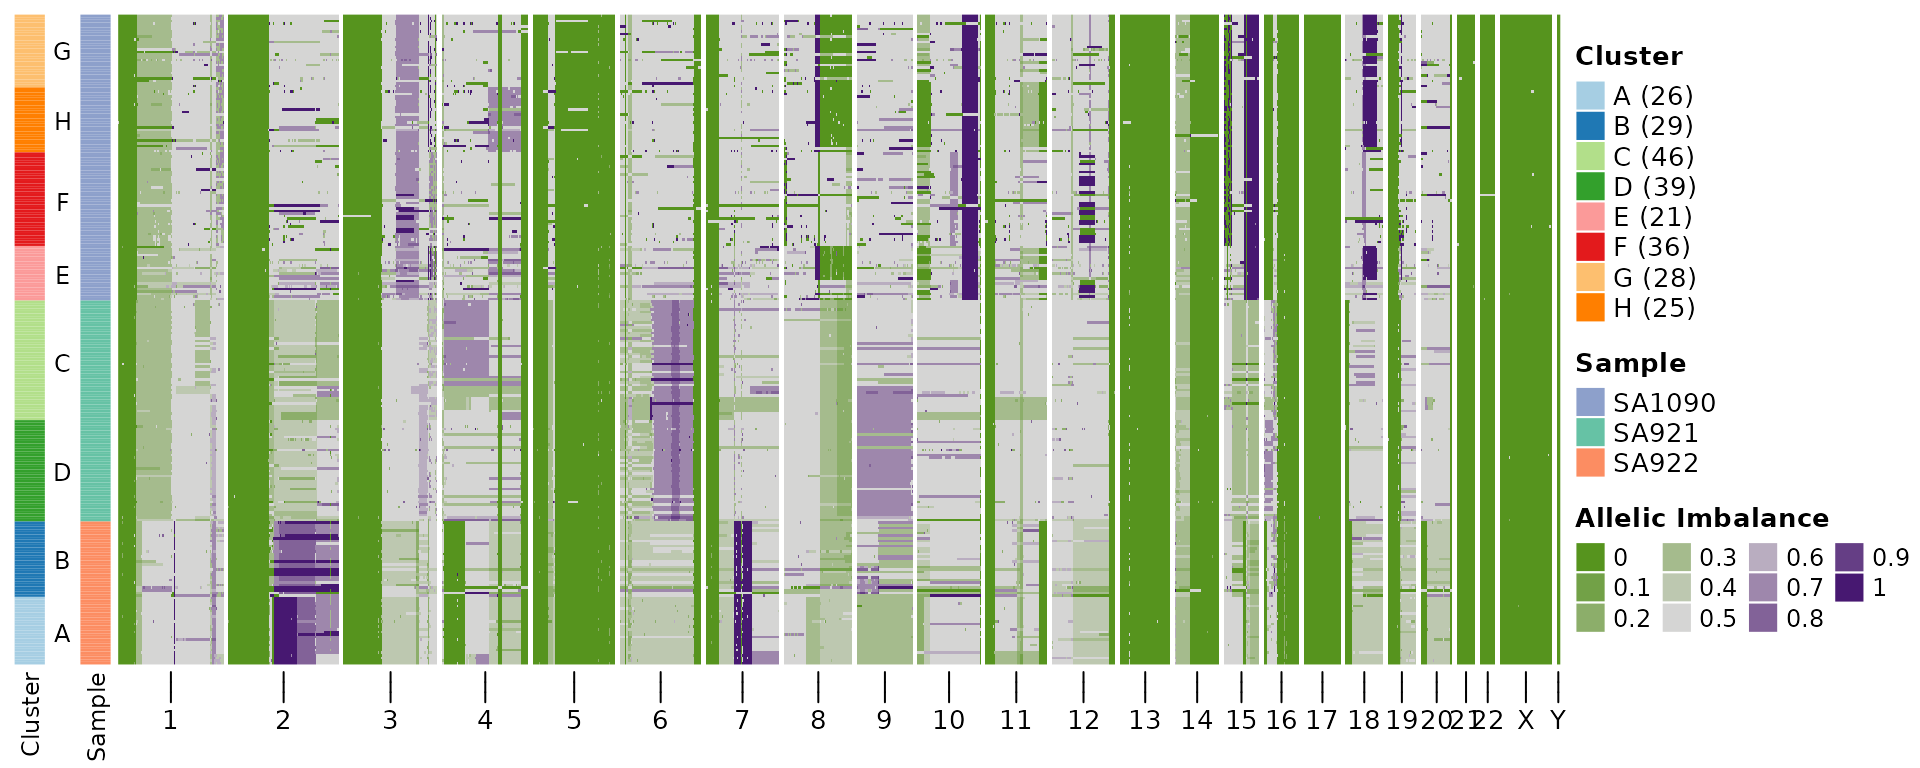 G
H
F
E
C
D
B
A
Cluster
Sample
1 2 3 4 5 6 7 8 9 10 11 12 13 14 15 16 17 18 19 20 21 22 X Y
Cluster
A (26)
B (29)
C (46)
D (39)
E (21)
F (36)
G (28)
H (25)
Sample
SA1090
SA921
SA922
Allelic Imbalance
0 0.3 0.6 0.9
0.1 0.4 0.7 1
0.2 0.5 0.8